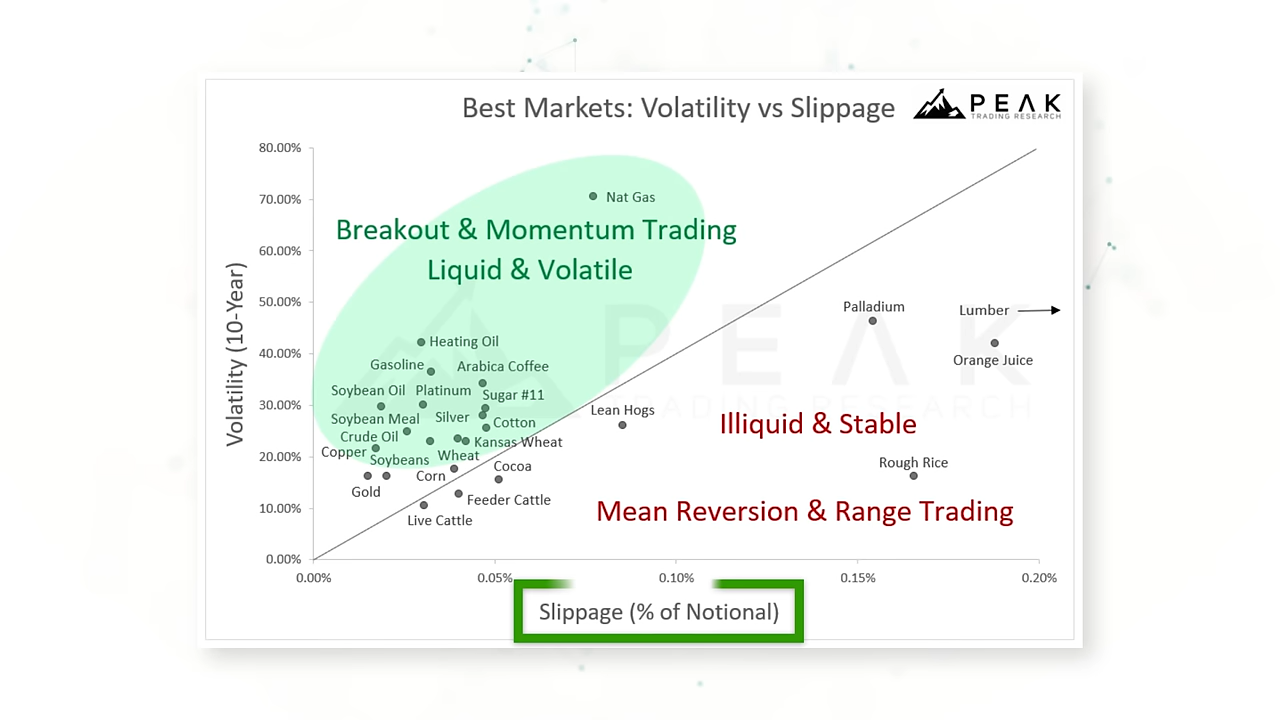 Best Markets: Volatility vs Slippage
PEAK
TRADING RESEARCH
80.00%
70.00%
60.00%
50.00%
40.00%
30.00%
20.00%
10.00%
0.00%
Volatility (10-Year)
Nat Gas
Breakout & Momentum Trading
Liquid & Volatile
Palladium
Lumber
Heating Oil
Orange Juice
Gasoline
Arabica Coffee
Soybean Oil
Platinum
Sugar #11
Lean Hogs
Soybean Meal
Silver
Cotton
Illiquid & Stable
Crude Oil
Kansas Wheat
Copper
Soybeans
Wheat
Cocoa
Rough Rice
Corn
Gold
Feeder Cattle
Live Cattle
Mean Reversion & Range Trading
0.00%
0.05%
0.10%
0.15%
0.20%
Slippage (% of Notional)
PEAK
TRADING RESEARCH